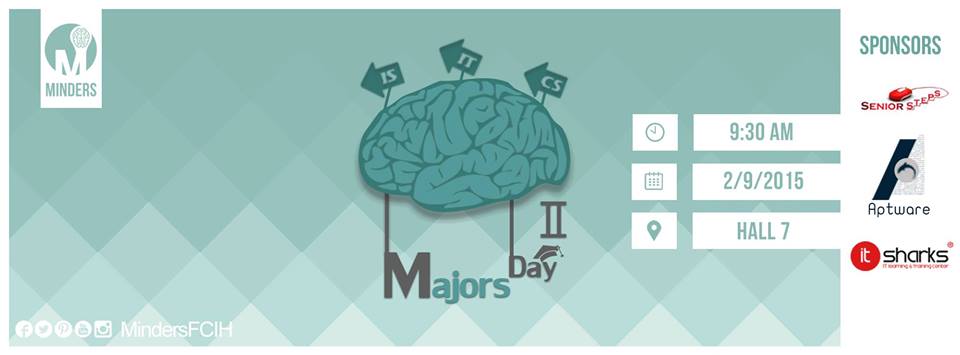 MINDERS
IS
IT
CS
II
Majors Day
MindersFCIH
9:30 AM
2/9/2015
HALL 7
SPONSORS
SENIOR STEPS
Aptware
it sharks®
IT learning & training center